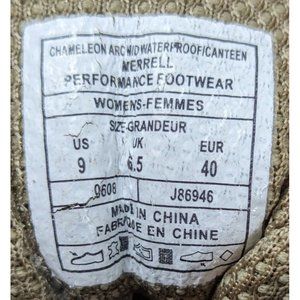 CHAMELEON ARC MID WATERPROOF/CANTEEN
MERRELL
PERFORMANCE FOOTWEAR
WOMENS-FEMMES
SIZE-GRANDEUR
US UK EUR
9 6.5 40
0608 J86946
MADE IN CHINA
FABRIQUE EN CHINE